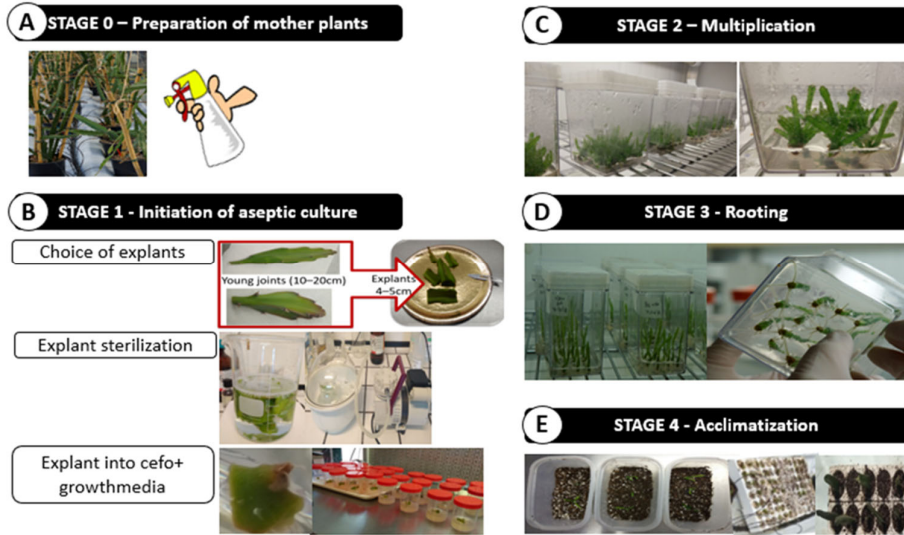 A
STAGE 0 – Preparation of mother plants
B
STAGE 1 - Initiation of aseptic culture
Choice of explants
Young joints (10–20cm)
Explants
4–5cm
Explant sterilization
Explant into cefo+
growthmedia
C
STAGE 2 – Multiplication
D
STAGE 3 - Rooting
E
STAGE 4 - Acclimatization